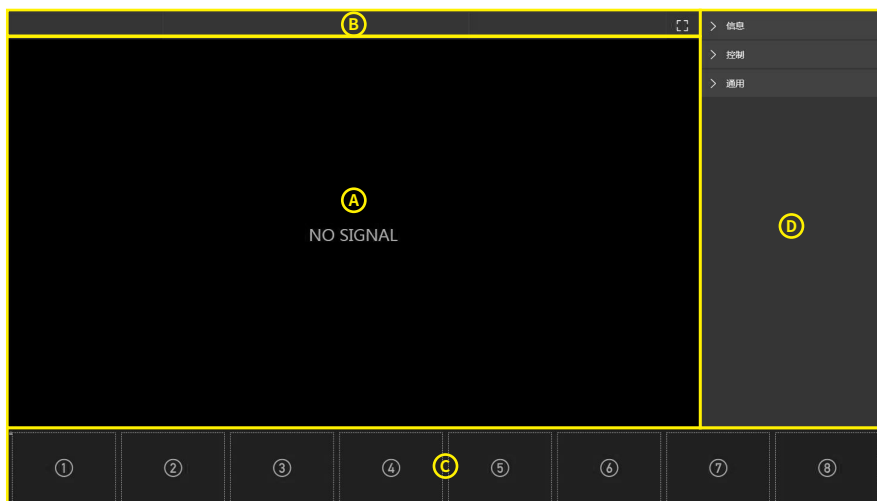 B
> 信息
> 控制
> 通用
A
NO SIGNAL
D
① ② ③ ④ C ⑤ ⑥ ⑦ ⑧